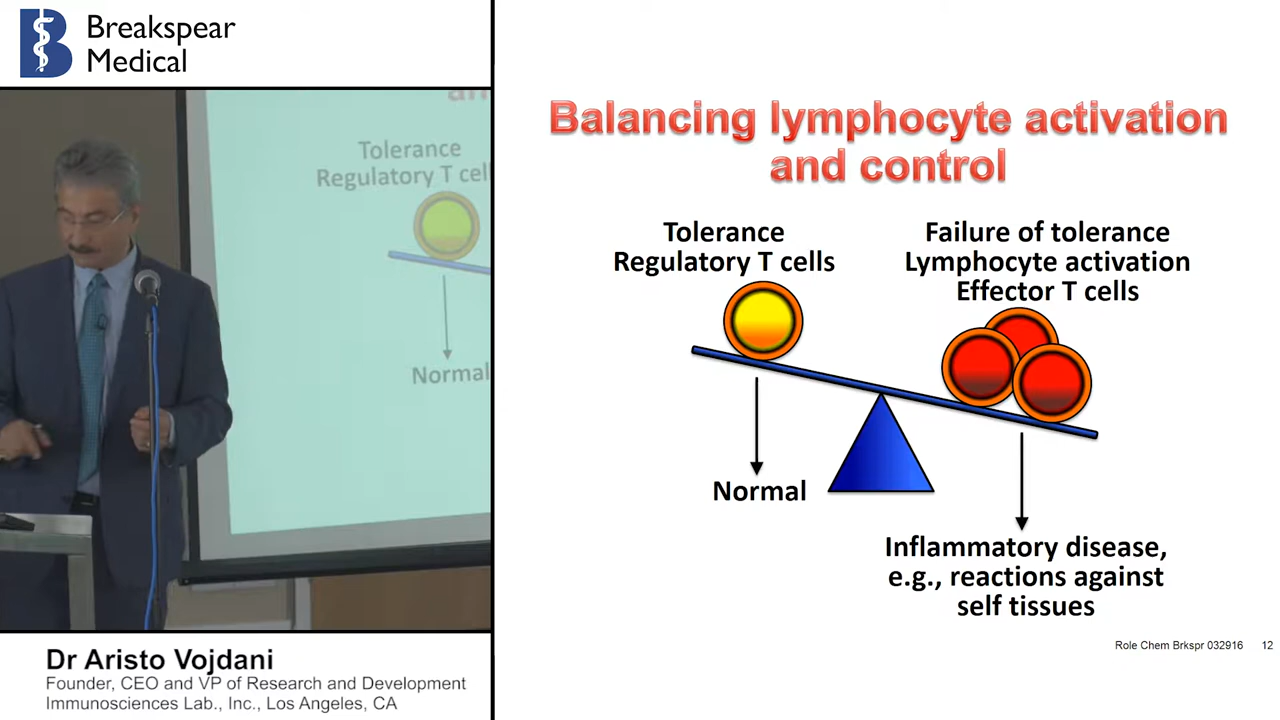 Breakspear
Medical
Tolerance
Regulatory T cel
Normal
Dr Aristo Vojdani
Founder, CEO and VP of Research and Development
Immunosciences Lab., Inc., Los Angeles, CA
Balancing lymphocyte activation
and control
Tolerance
Regulatory T cells
Failure of tolerance
Lymphocyte activation
Effector T cells
Normal
Inflammatory disease,
e.g., reactions against
self tissues
Role Chem Brkspr 032916 12